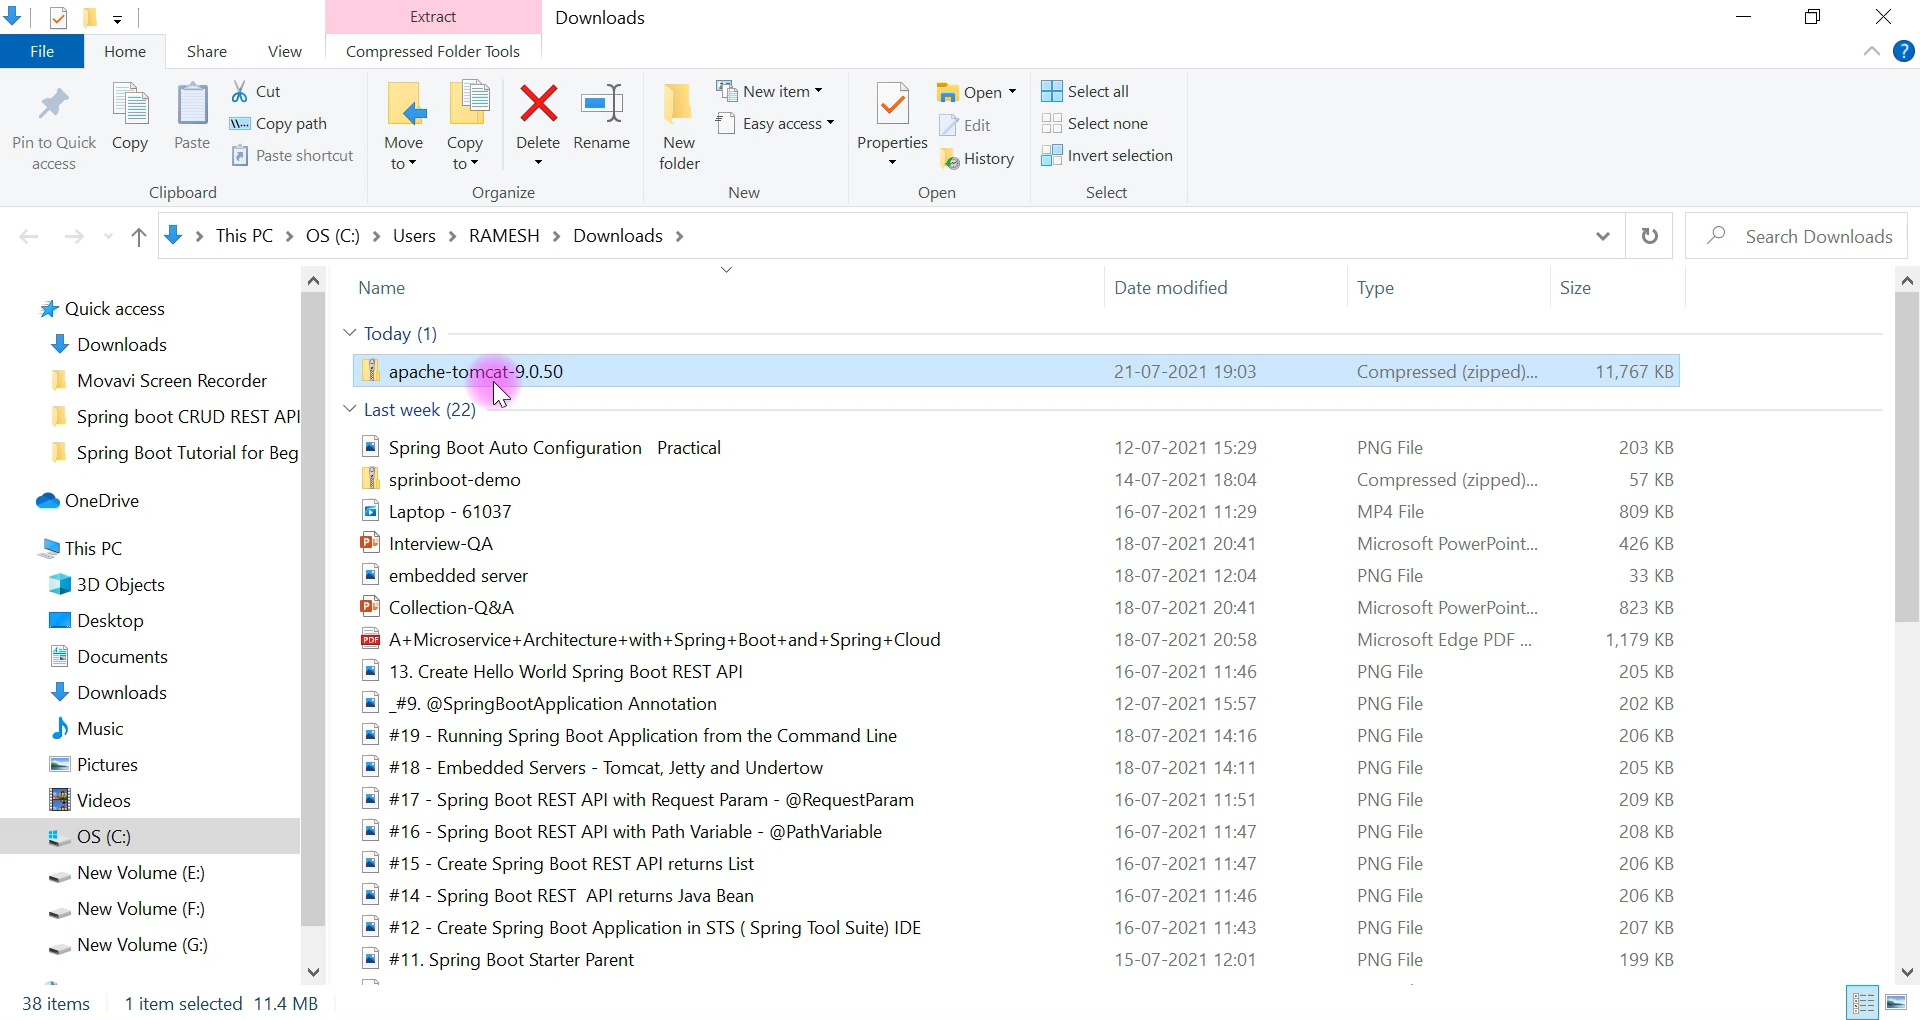 Extract
Downloads
File
Home
Share
View
Compressed Folder Tools
Pin to Quick access
Copy
Paste
Cut
Copy path
Paste shortcut
Clipboard
Move to
Copy to
Delete
Rename
Organize
New folder
New item
Easy access
New
Properties
Open
Edit
History
Open
Select all
Select none
Invert selection
Select
This PC > OS (C:) > Users > RAMESH > Downloads >
Search Downloads
Quick access
Downloads
Movavi Screen Recorder
Spring boot CRUD REST API
Spring Boot Tutorial for Beg
OneDrive
This PC
3D Objects
Desktop
Documents
Downloads
Music
Pictures
Videos
OS (C:)
New Volume (E:)
New Volume (F:)
New Volume (G:)
Name Date modified Type Size
Today (1)
apache-tomcat-9.0.50 21-07-2021 19:03 Compressed (zipped)... 11,767 KB
Last week (22)
Spring Boot Auto Configuration Practical 12-07-2021 15:29 PNG File 203 KB
sprinboot-demo 14-07-2021 18:04 Compressed (zipped)... 57 KB
Laptop - 61037 16-07-2021 11:29 MP4 File 809 KB
Interview-QA 18-07-2021 20:41 Microsoft PowerPoint... 426 KB
embedded server 18-07-2021 12:04 PNG File 33 KB
Collection-Q&A 18-07-2021 20:41 Microsoft PowerPoint... 823 KB
A+Microservice+Architecture+with+Spring+Boot+and+Spring+Cloud 18-07-2021 20:58 Microsoft Edge PDF ... 1,179 KB
13. Create Hello World Spring Boot REST API 16-07-2021 11:46 PNG File 205 KB
_#9. @SpringBootApplication Annotation 12-07-2021 15:57 PNG File 202 KB
#19 - Running Spring Boot Application from the Command Line 18-07-2021 14:16 PNG File 206 KB
#18 - Embedded Servers - Tomcat, Jetty and Undertow 18-07-2021 14:11 PNG File 205 KB
#17 - Spring Boot REST API with Request Param - @RequestParam 16-07-2021 11:51 PNG File 209 KB
#16 - Spring Boot REST API with Path Variable - @PathVariable 16-07-2021 11:47 PNG File 208 KB
#15 - Create Spring Boot REST API returns List 16-07-2021 11:47 PNG File 206 KB
#14 - Spring Boot REST API returns Java Bean 16-07-2021 11:46 PNG File 206 KB
#12 - Create Spring Boot Application in STS ( Spring Tool Suite) IDE 16-07-2021 11:43 PNG File 207 KB
#11. Spring Boot Starter Parent 15-07-2021 12:01 PNG File 199 KB
38 items 1 item selected 11.4 MB